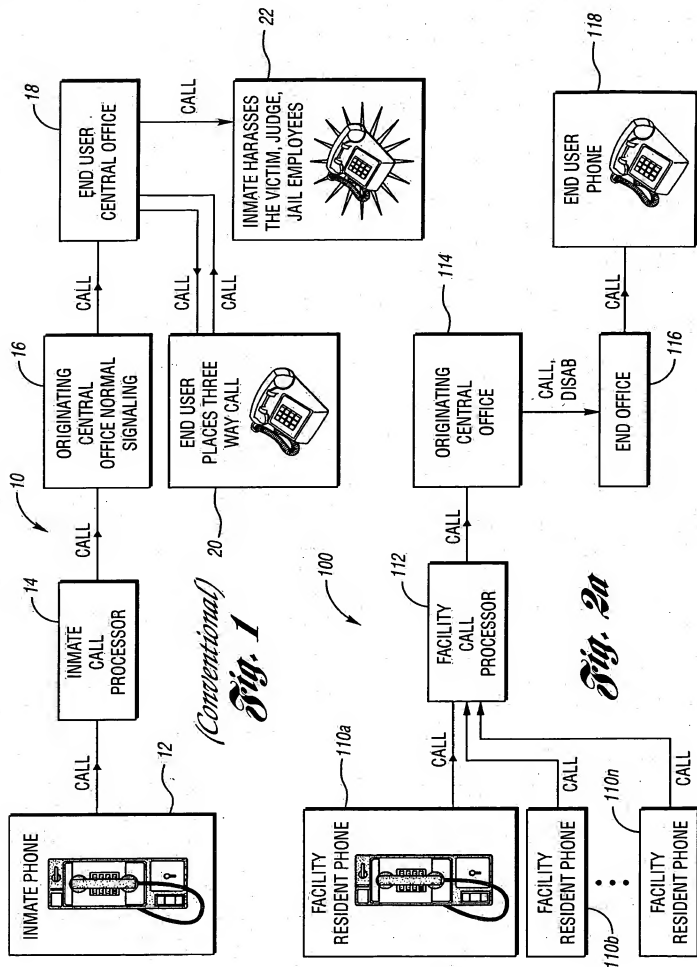 10
12
INMATE PHONE
CALL
14
INMATE
CALL
PROCESSOR
CALL
16
ORIGINATING
CENTRAL
OFFICE NORMAL
SIGNALING
CALL
18
END USER
CENTRAL OFFICE
CALL
CALL
CALL
20
END USER
PLACES THREE
WAY CALL
22
INMATE HARASSES
THE VICTIM, JUDGE,
JAIL EMPLOYEES
(Conventional)
Fig. 1
100
110a
FACILITY
RESIDENT PHONE
CALL
110b
FACILITY
RESIDENT PHONE
CALL
110n
FACILITY
RESIDENT PHONE
CALL
112
FACILITY
CALL
PROCESSOR
CALL
114
ORIGINATING
CENTRAL
OFFICE
CALL,
DISAB
116
END OFFICE
CALL
118
END USER
PHONE
Fig. 2a